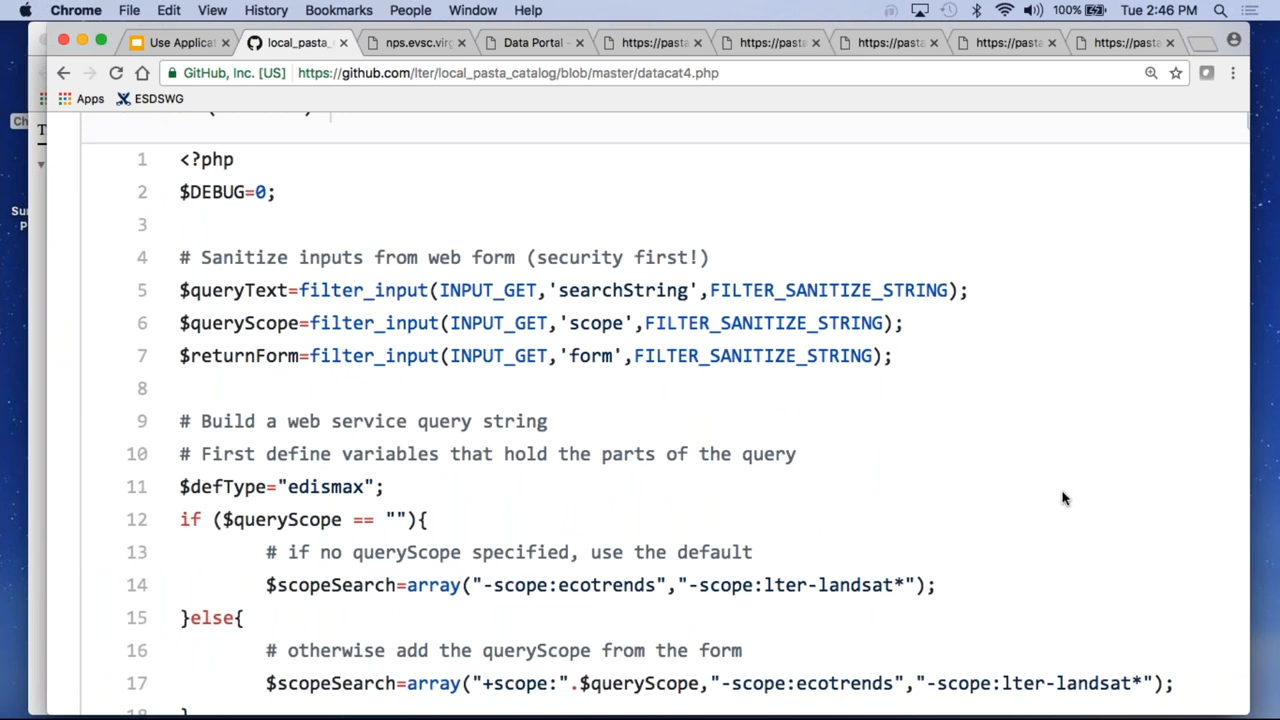 Chrome File Edit View History Bookmarks People Window Help 100% Tue 2:46 PM
Use Applicat local_pasta_ nps.evsc.virg Data Portal https://pasta https://paste https://pasta https://pasta https://pasta
GitHub, Inc. [US] https://github.com/lter/local_pasta_catalog/blob/master/datacat4.php
Apps ESDSWG
Ch
T
Su
P
1 <?php
2 $DEBUG=0;
3
4 # Sanitize inputs from web form (security first!)
5 $queryText=filter_input(INPUT_GET,'searchString',FILTER_SANITIZE_STRING);
6 $queryScope=filter_input(INPUT_GET,'scope',FILTER_SANITIZE_STRING);
7 $returnForm=filter_input(INPUT_GET,'form',FILTER_SANITIZE_STRING);
8
9 # Build a web service query string
10 # First define variables that hold the parts of the query
11 $defType="edismax";
12 if ($queryScope == ""){
13 # if no queryScope specified, use the default
14 $scopeSearch=array("-scope:ecotrends","-scope:lter-landsat*");
15 }else{
16 # otherwise add the queryScope from the form
17 $scopeSearch=array("+scope:".$queryScope,"-scope:ecotrends","-scope:lter-landsat*");